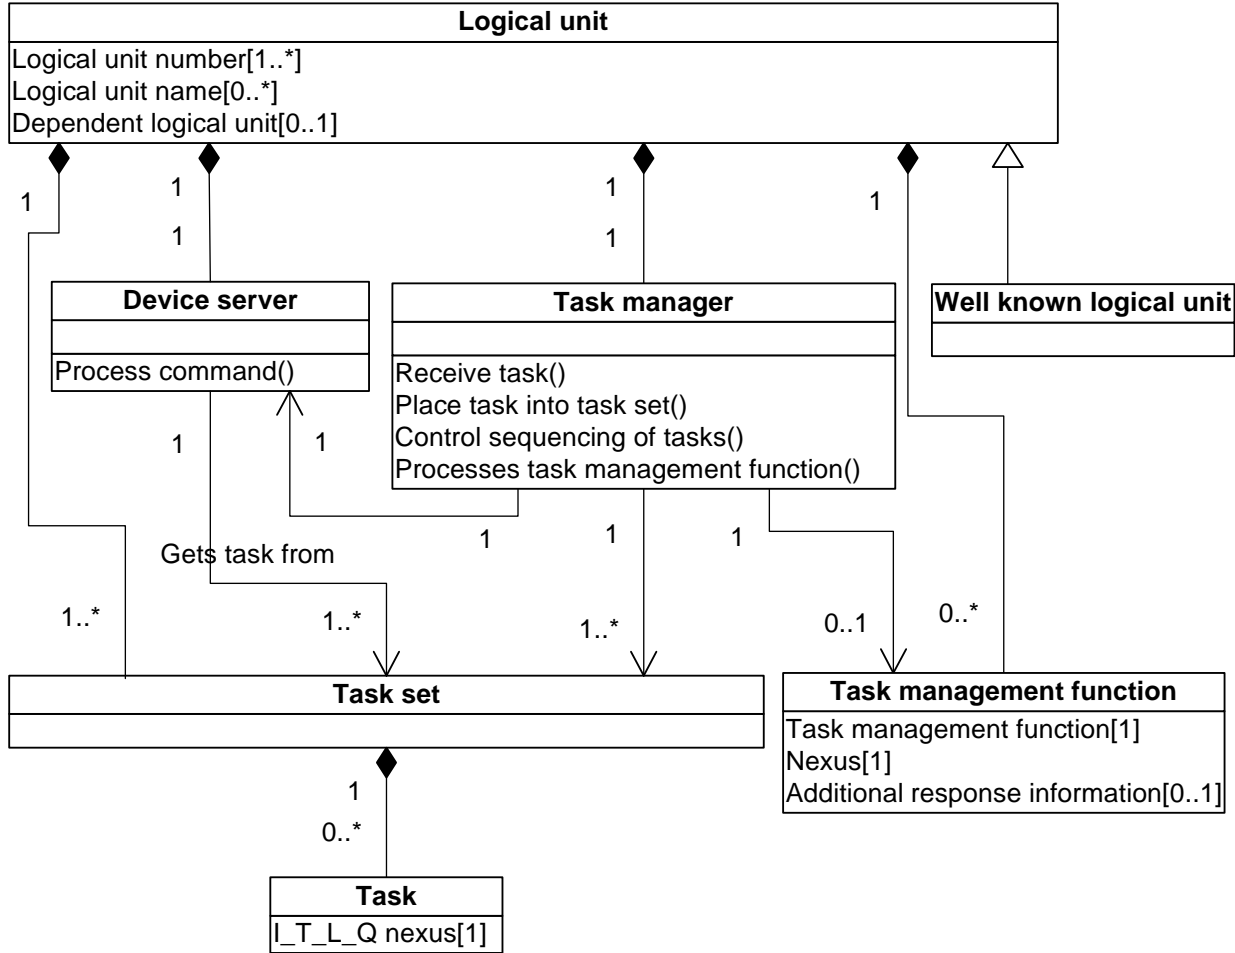 Logical unit
Logical unit number[1..*]
Logical unit name[0..*]
Dependent logical unit[0..1]
1
1
1
1
1
1
Device server
Process command()
Task manager
Receive task()
Place task into task set()
Control sequencing of tasks()
Processes task management function()
Well known logical unit
1
1
1
1
1
Gets task from
1..*
1..*
1..*
0..1
0..*
Task set
Task management function
Task management function[1]
Nexus[1]
Additional response information[0..1]
1
0..*
Task
I_T_L_Q nexus[1]